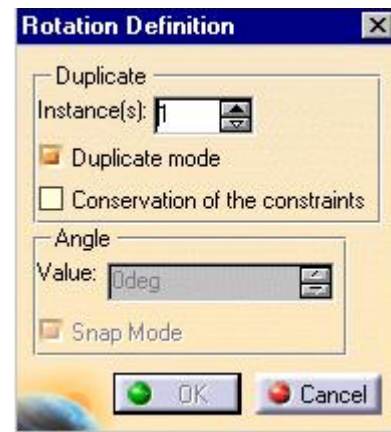 Rotation Definition
Duplicate
Instance(s): 1
Duplicate mode
Conservation of the constraints
Angle
Value: 0deg
Snap Mode
OK Cancel